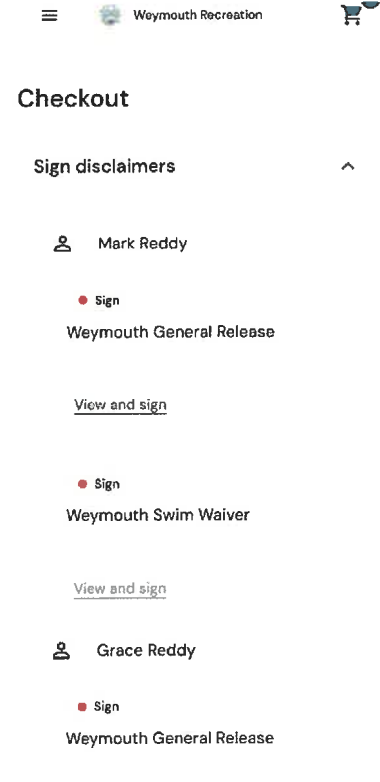 Weymouth Recreation
Checkout
Sign disclaimers
Mark Reddy
Sign
Weymouth General Release
View and sign
Sign
Weymouth Swim Waiver
View and sign
Grace Reddy
Sign
Weymouth General Release